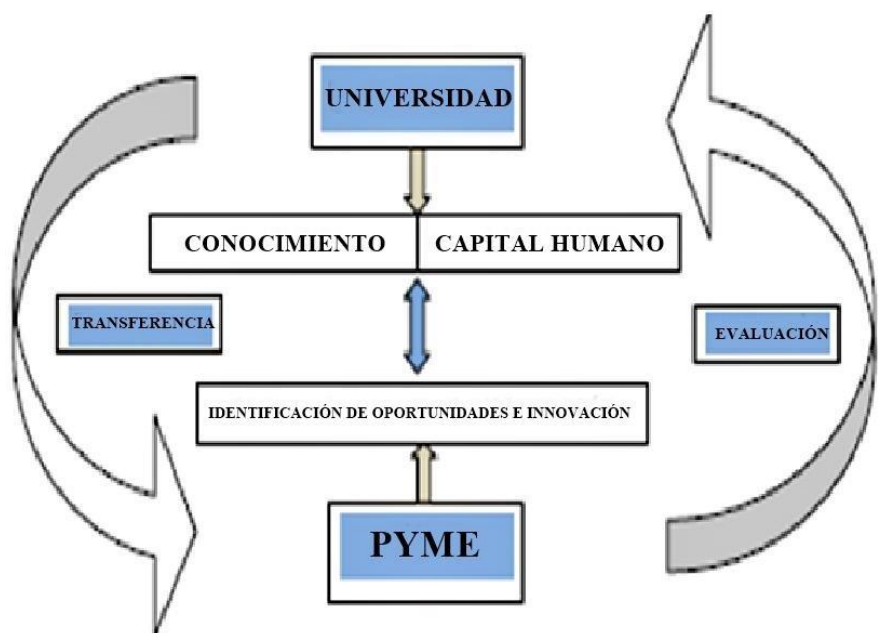 UNIVERSIDAD
CONOCIMIENTO
CAPITAL HUMANO
TRANSFERENCIA
EVALUACIÓN
IDENTIFICACIÓN DE OPORTUNIDADES E INNOVACIÓN
PYME